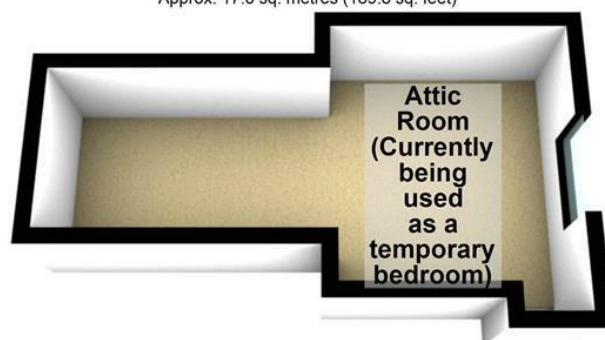 Approx. sq. metres sq. feet)
Attic
Room
(Currently
being
used
as a
temporary
bedroom)